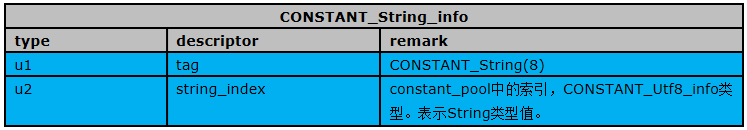 CONSTANT_String_info
type descriptor remark
u1 tag CONSTANT_String(8)
u2 string_index constant_pool中的索引，CONSTANT_Utf8_info类
型。表示String类型值。